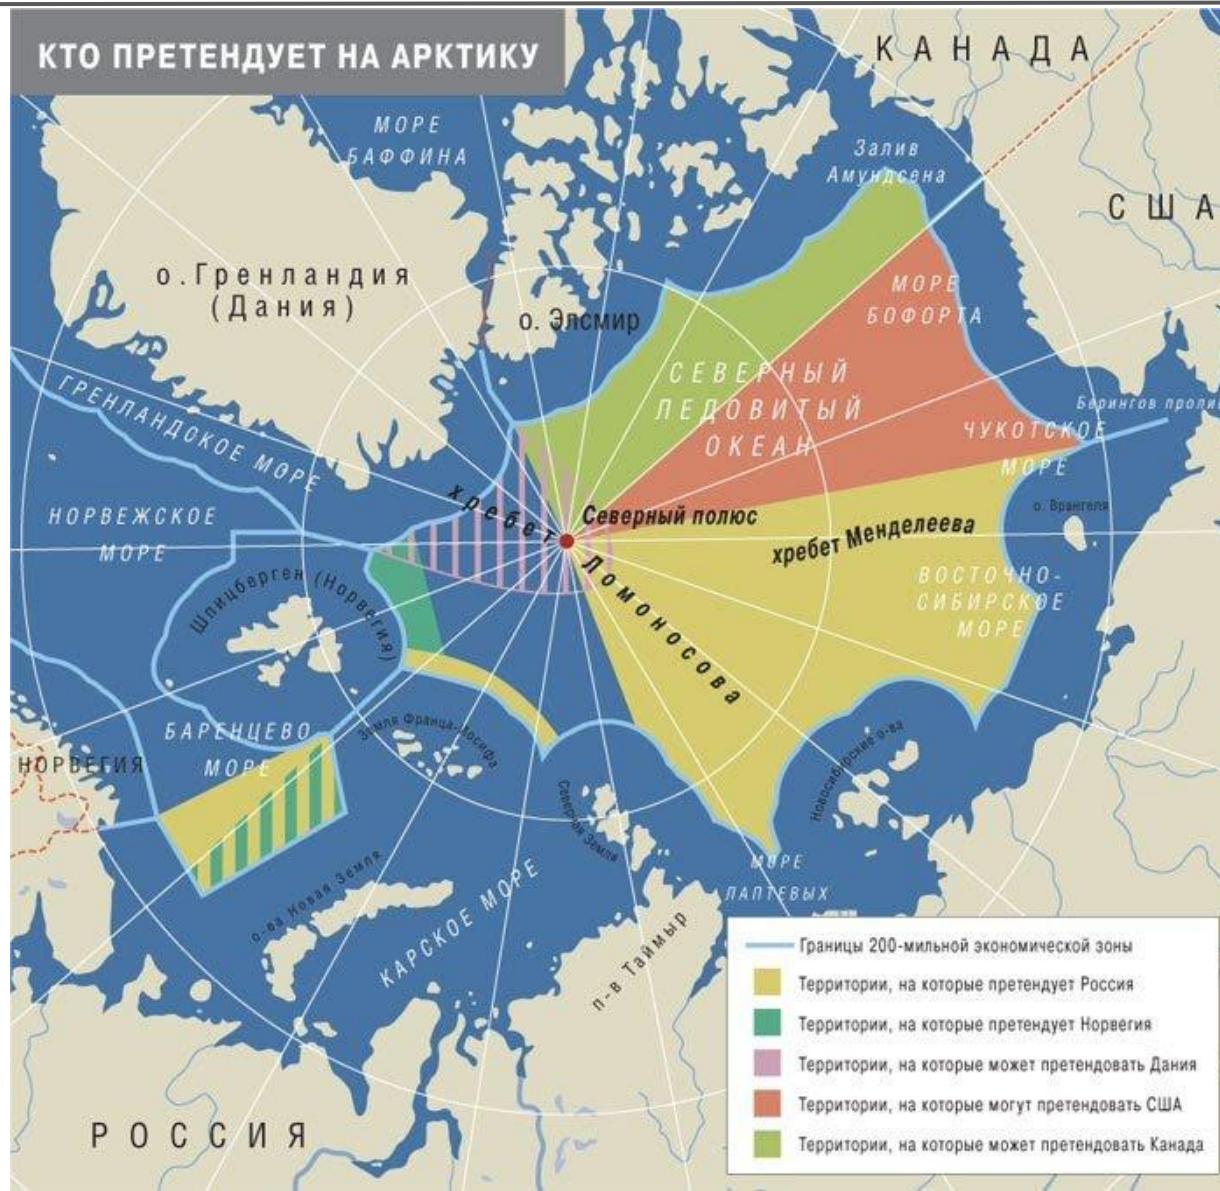 КТО ПРЕТЕНДУЕТ НА АРКТИКУ
КАНАДА
МОРЕ
БАФФИНА
Залив
Амундсена
США
о. Гренландия
(Дания)
о. Элсмир
МОРЕ
БОФОРТА
СЕВЕРНЫЙ
ЛЕДОВИТЫЙ
ОКЕАН
Берингов пролив
ГРЕНЛАНДСКОЕ МОРЕ
ЧУКОТСКОЕ
МОРЕ
НОРВЕЖСКОЕ
МОРЕ
хребет Ломоносова
Северный полюс
хребет Менделеева
о. Врангеля
ВОСТОЧНО-
СИБИРСКОЕ
МОРЕ
Шпицберген (Норвегия)
БАРЕНЦЕВО
МОРЕ
Земля Франца-Иосифа
НОРВЕГИЯ
Новосибирские о-ва
Северная Земля
МОРЕ
ЛАПТЕВЫХ
о-ва Новая Земля
КАРСКОЕ МОРЕ
п-в Таймыр
РОССИЯ
Границы 200-мильной экономической зоны
Территории, на которые претендует Россия
Территории, на которые претендует Норвегия
Территории, на которые может претендовать Дания
Территории, на которые могут претендовать США
Территории, на которые может претендовать Канада